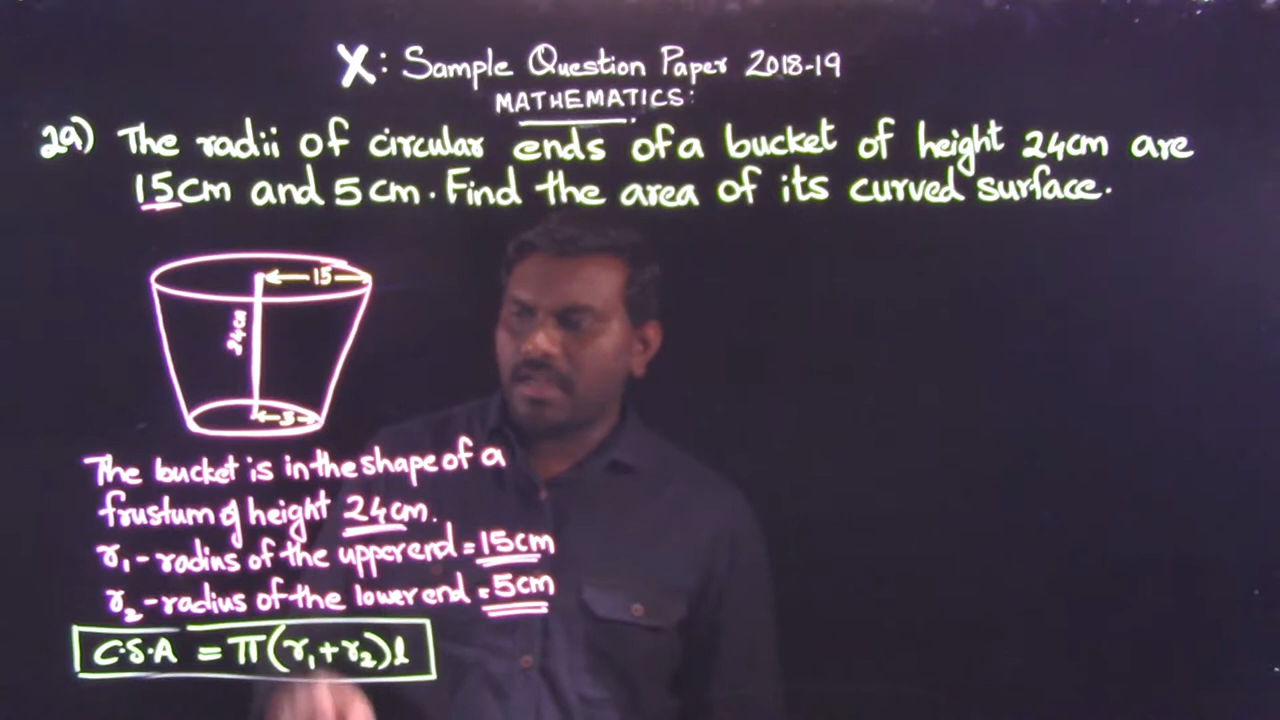 X: Sample Question Paper 2018-19
MATHEMATICS:
29) The radii of circular ends of a bucket of height 24cm are
15cm and 5cm. Find the area of its curved surface.
15
24cm
5
The bucket is in the shape of a
frustum of height 24cm.
r₁-radius of the upper end = 15cm
r₂-radius of the lower end = 5cm
C.S.A = π(r₁+r₂)l